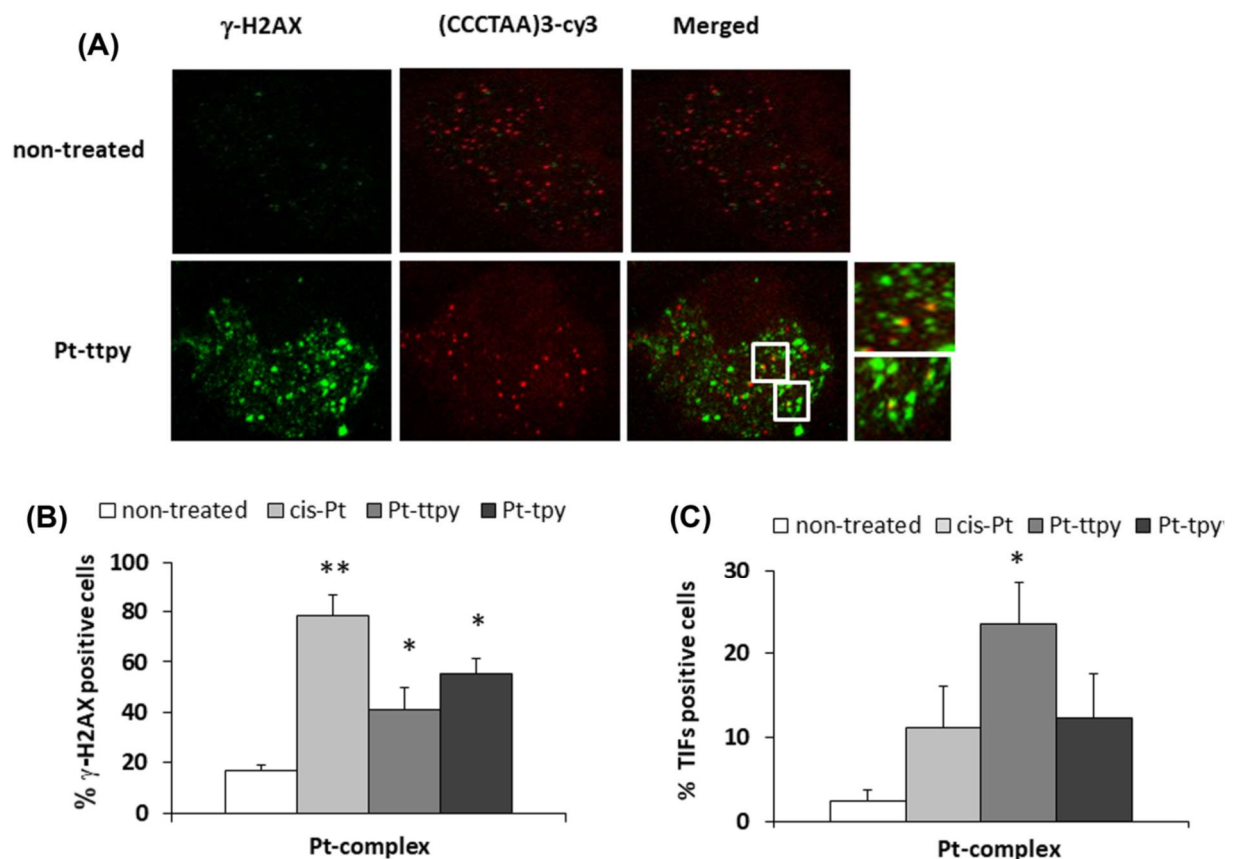 (A)
γ-H2AX (CCCTAA)3-cy3 Merged
non-treated
Pt-ttpy
(B)
non-treated cis-Pt Pt-ttpy Pt-tpy
% γ-H2AX positive cells
100
80
60
40
20
0
**
*
*
Pt-complex
(C)
non-treated cis-Pt Pt-ttpy Pt-tpy
% TIFs positive cells
30
20
10
0
*
Pt-complex